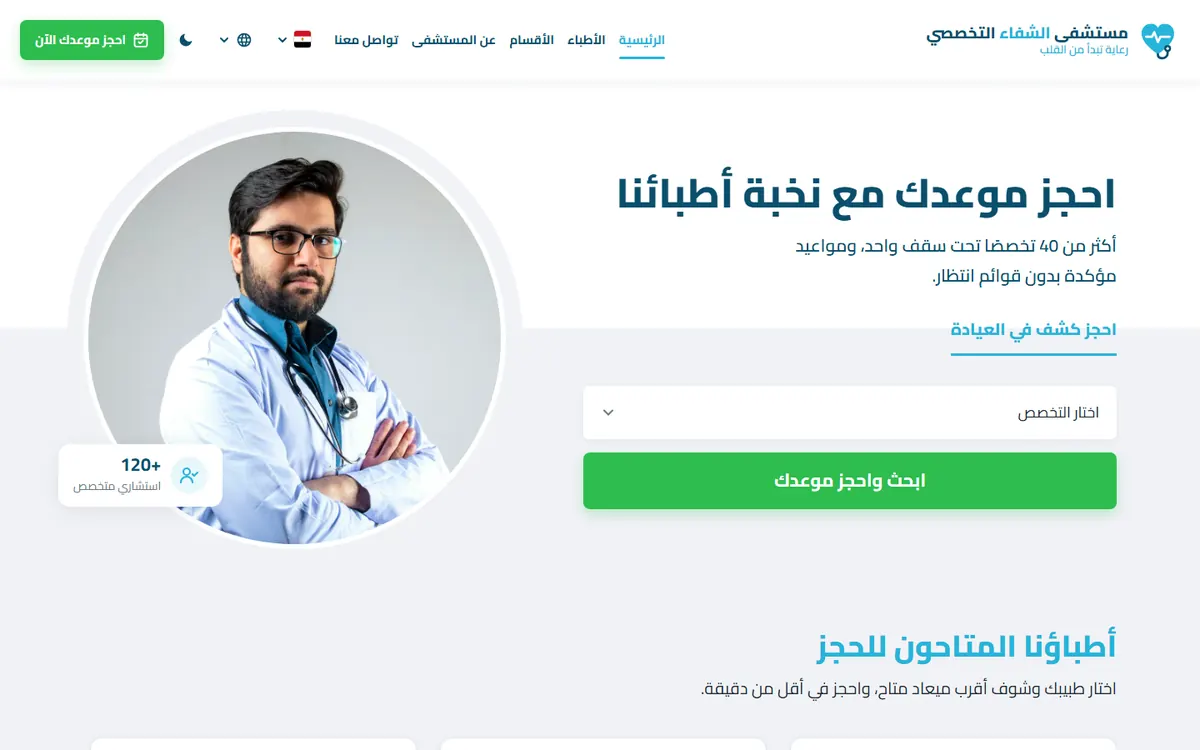 مستشفى الشفاء التخصصي
رعاية تبدأ من القلب
الرئيسية
الأطباء
الأقسام
عن المستشفى
تواصل معنا
احجز موعدك الآن
احجز موعدك مع نخبة أطبائنا
أكثر من 40 تخصصًا تحت سقف واحد، ومواعيد
مؤكدة بدون قوائم انتظار.
احجز كشف في العيادة
اختار التخصص
ابحث واحجز موعدك
+120
استشاري متخصص
أطباؤنا المتاحون للحجز
اختار طبيبك وشوف أقرب ميعاد متاح، واحجز في أقل من دقيقة.